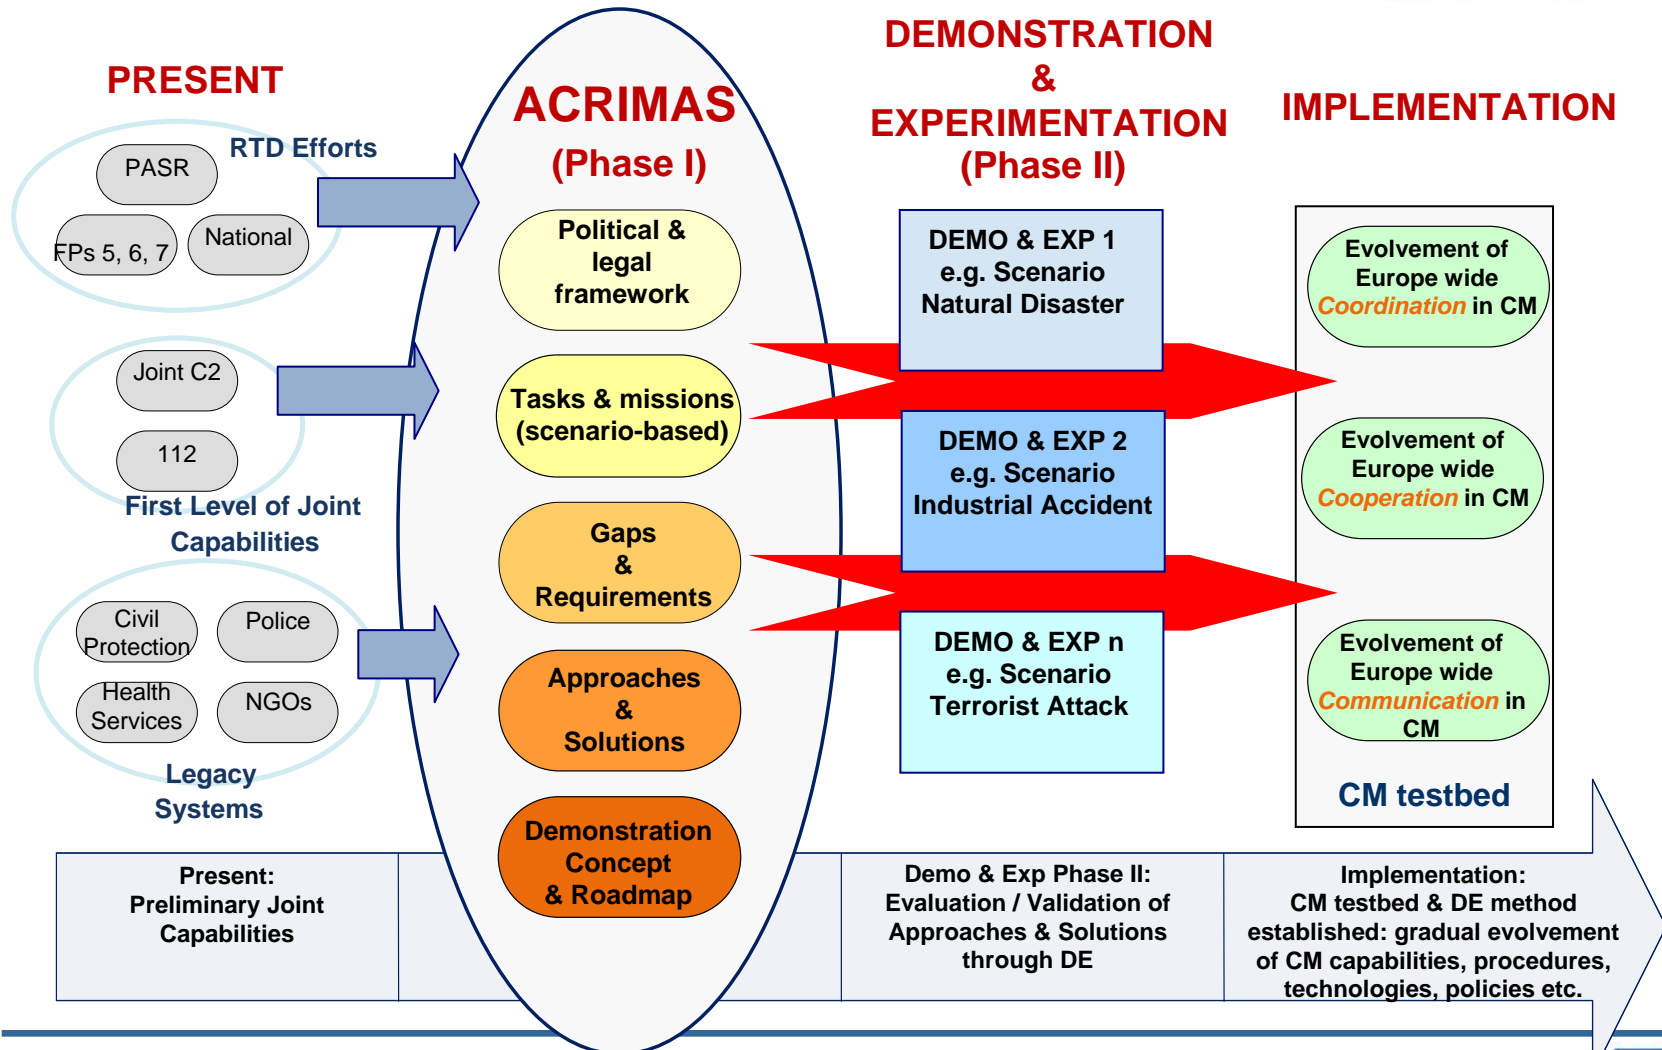 PRESENT
RTD Efforts
PASR
FPs 5, 6, 7
National
Joint C2
112
First Level of Joint
Capabilities
Civil
Protection
Police
Health
Services
NGOs
Legacy
Systems
ACRIMAS
(Phase I)
Political &
legal
framework
Tasks & missions
(scenario-based)
Gaps
&
Requirements
Approaches
&
Solutions
Demonstration
Concept
& Roadmap
DEMONSTRATION
&
EXPERIMENTATION
(Phase II)
DEMO & EXP 1
e.g. Scenario
Natural Disaster
DEMO & EXP 2
e.g. Scenario
Industrial Accident
DEMO & EXP n
e.g. Scenario
Terrorist Attack
IMPLEMENTATION
Evolvement of
Europe wide
Coordination in CM
Evolvement of
Europe wide
Cooperation in CM
Evolvement of
Europe wide
Communication in
CM
CM testbed
Present:
Preliminary Joint
Capabilities
Demo & Exp Phase II:
Evaluation / Validation of
Approaches & Solutions
through DE
Implementation:
CM testbed & DE method
established: gradual evolvement
of CM capabilities, procedures,
technologies, policies etc.